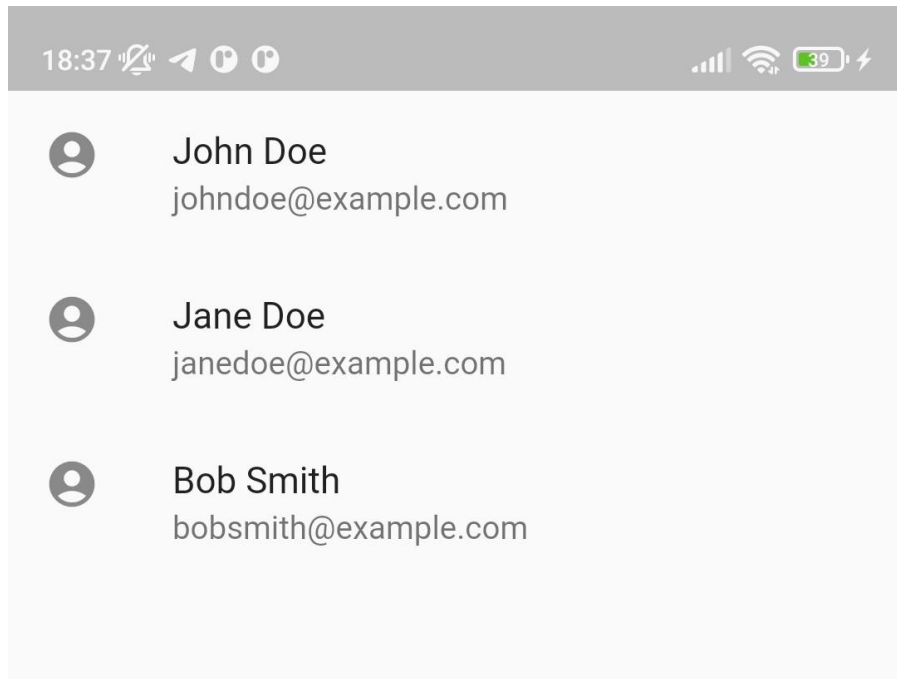 18:37 39
John Doe
johndoe@example.com
Jane Doe
janedoe@example.com
Bob Smith
bobsmith@example.com